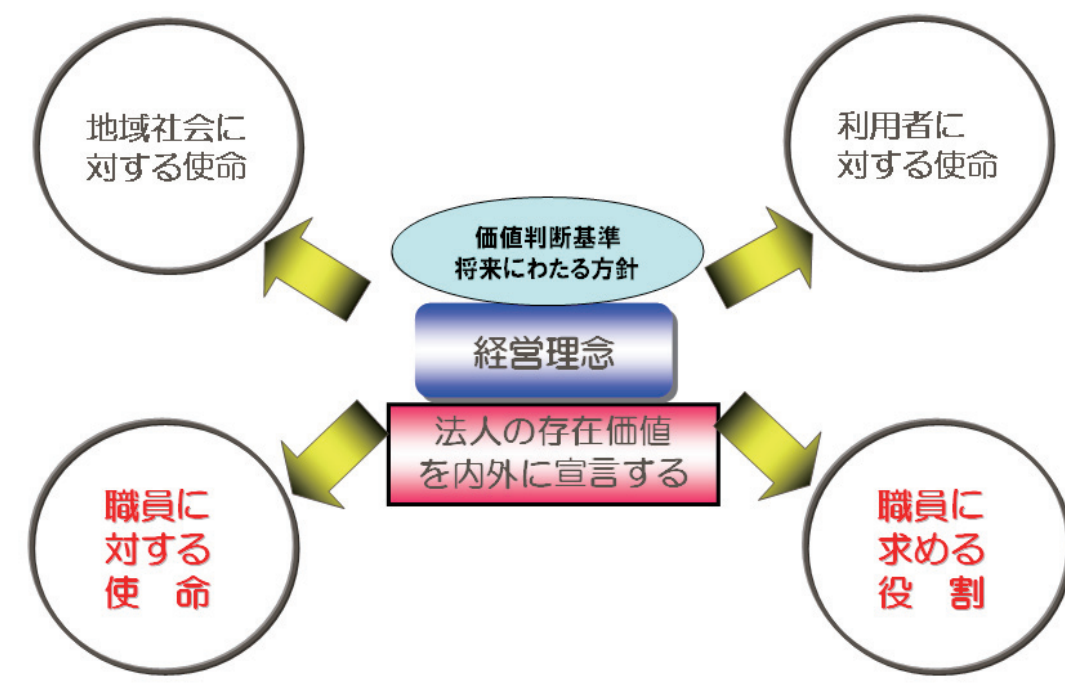 地域社会に
対する使命
利用者に
対する使命
価値判断基準
将来にわたる方針
経営理念
法人の存在価値
を内外に宣言する
職員に
対する
使　命
職員に
求める
役　割